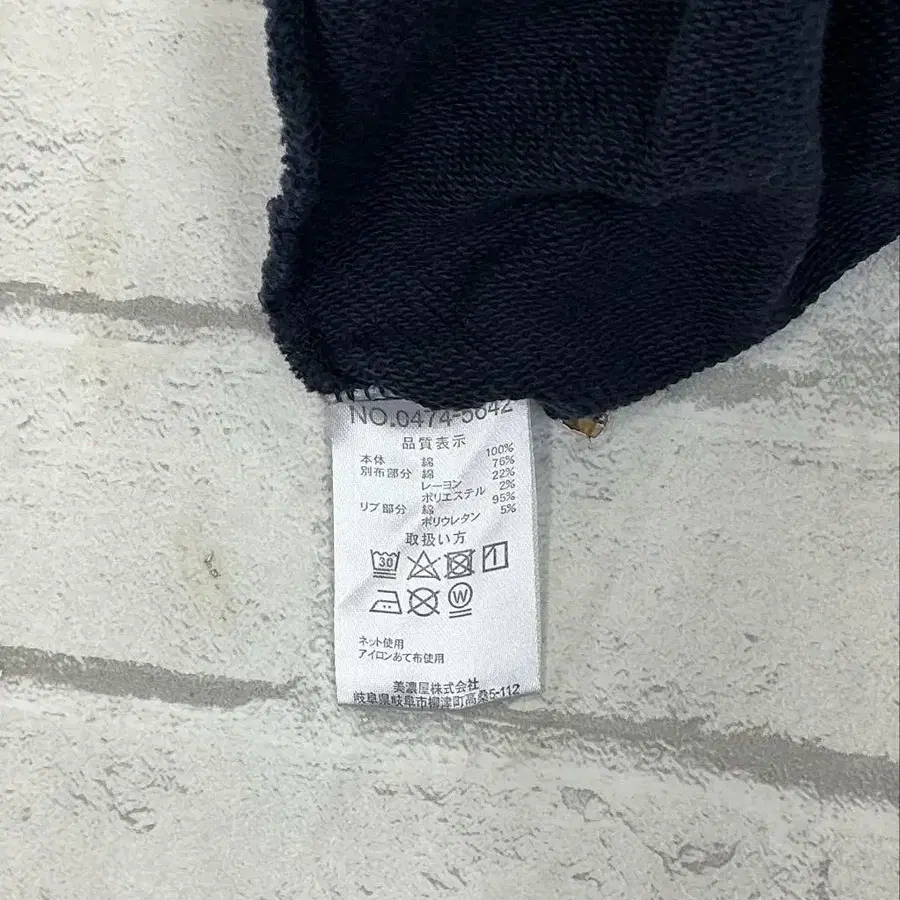 NO.0474-5642
品質表示
本体 綿 100%
別布部分 綿 76%
レーヨン 22%
ポリエステル 2%
リブ部分 綿 95%
ポリウレタン 5%
取扱い方
30
W
ネット使用
アイロンあて布使用
美濃屋株式会社
岐阜県岐阜市柳津町高桑5-112